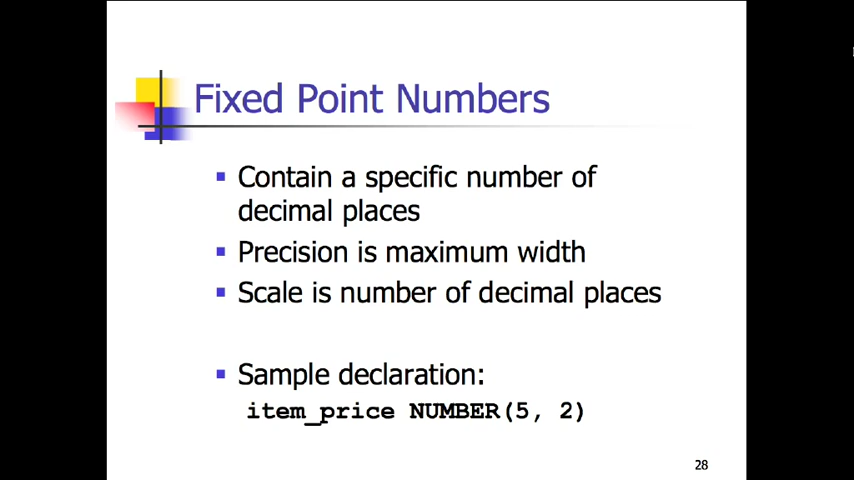 Fixed Point Numbers
Contain a specific number of
decimal places
Precision is maximum width
Scale is number of decimal places
Sample declaration:
item_price NUMBER(5, 2)
28